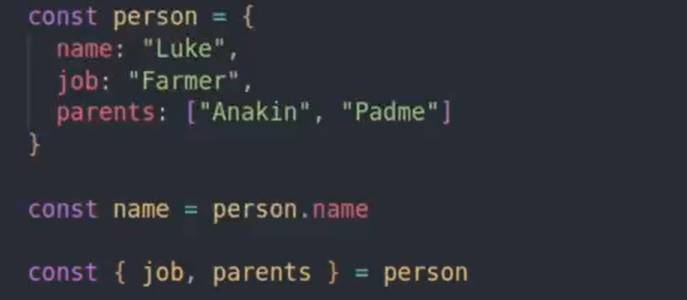 const person = {
  name: "Luke",
  job: "Farmer",
  parents: ["Anakin", "Padme"]
}
const name = person.name
const { job, parents } = person